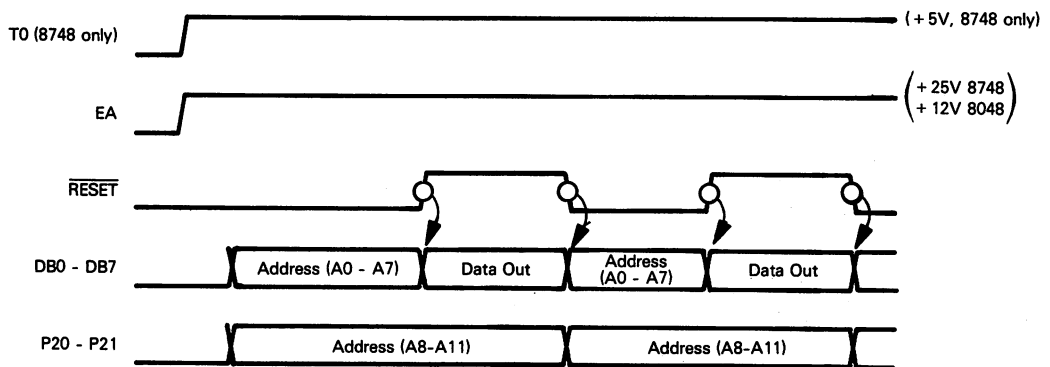 T0 (8748 only)
(+5V, 8748 only)
EA
+25V 8748
+12V 8048
RESET
DB0 - DB7
Address (A0 - A7)
Data Out
Address
(A0 - A7)
Data Out
P20 - P21
Address (A8-A11)
Address (A8-A11)